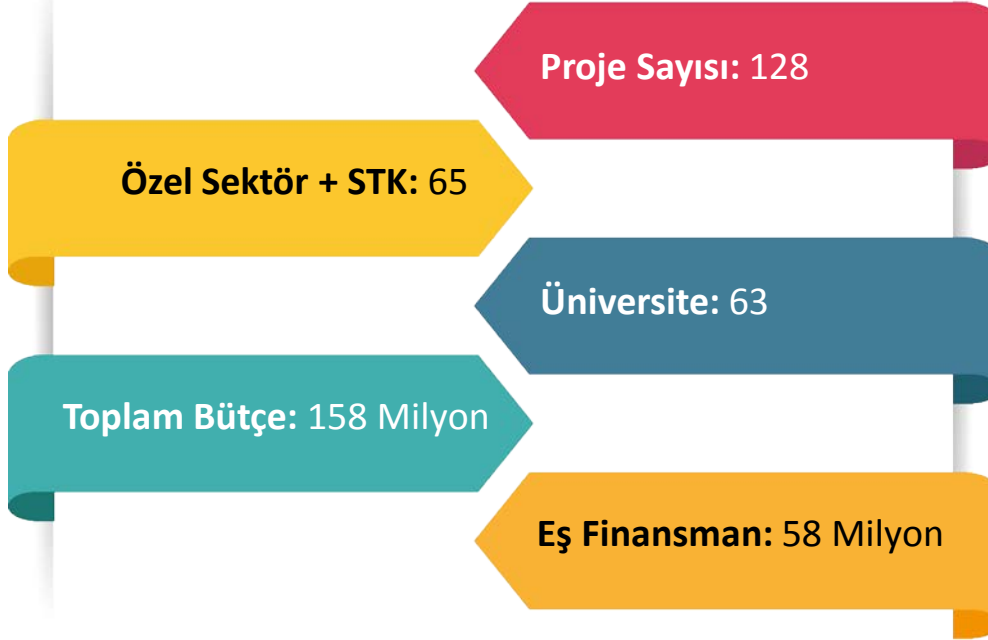 Proje Sayısı: 128
Özel Sektör + STK: 65
Üniversite: 63
Toplam Bütçe: 158 Milyon
Eş Finansman: 58 Milyon